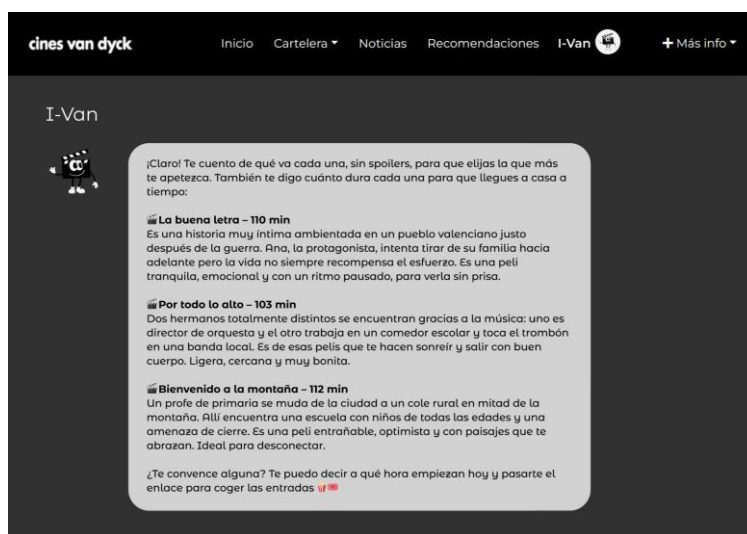 cines van dyck
Inicio
Cartelera
Noticias
Recomendaciones
I-Van
+ Más info
I-Van
¡Claro! Te cuento de qué va cada una, sin spoilers, para que elijas la que más
te apetezca. También te digo cuánto dura cada una para que llegues a casa a
tiempo:
🎬La buena letra – 110 min
Es una historia muy íntima ambientada en un pueblo valenciano justo
después de la guerra. Ana, la protagonista, intenta tirar de su familia hacia
adelante pero la vida no siempre recompensa el esfuerzo. Es una peli
tranquila, emocional y con un ritmo pausado, para verla sin prisa.
🎬Por todo lo alto – 103 min
Dos hermanos totalmente distintos se encuentran gracias a la música: uno es
director de orquesta y el otro trabaja en un comedor escolar y toca el trombón
en una banda local. Es de esas pelis que te hacen sonreír y salir con buen
cuerpo. Ligera, cercana y muy bonita.
🎬Bienvenido a la montaña – 112 min
Un profe de primaria se muda de la ciudad a un cole rural en mitad de la
montaña. Allí encuentra una escuela con niños de todas las edades y una
amenaza de cierre. Es una peli entrañable, optimista y con paisajes que te
abrazan. Ideal para desconectar.
¿Te convence alguna? Te puedo decir a qué hora empiezan hoy y pasarte el
enlace para coger las entradas 🍿🎟️